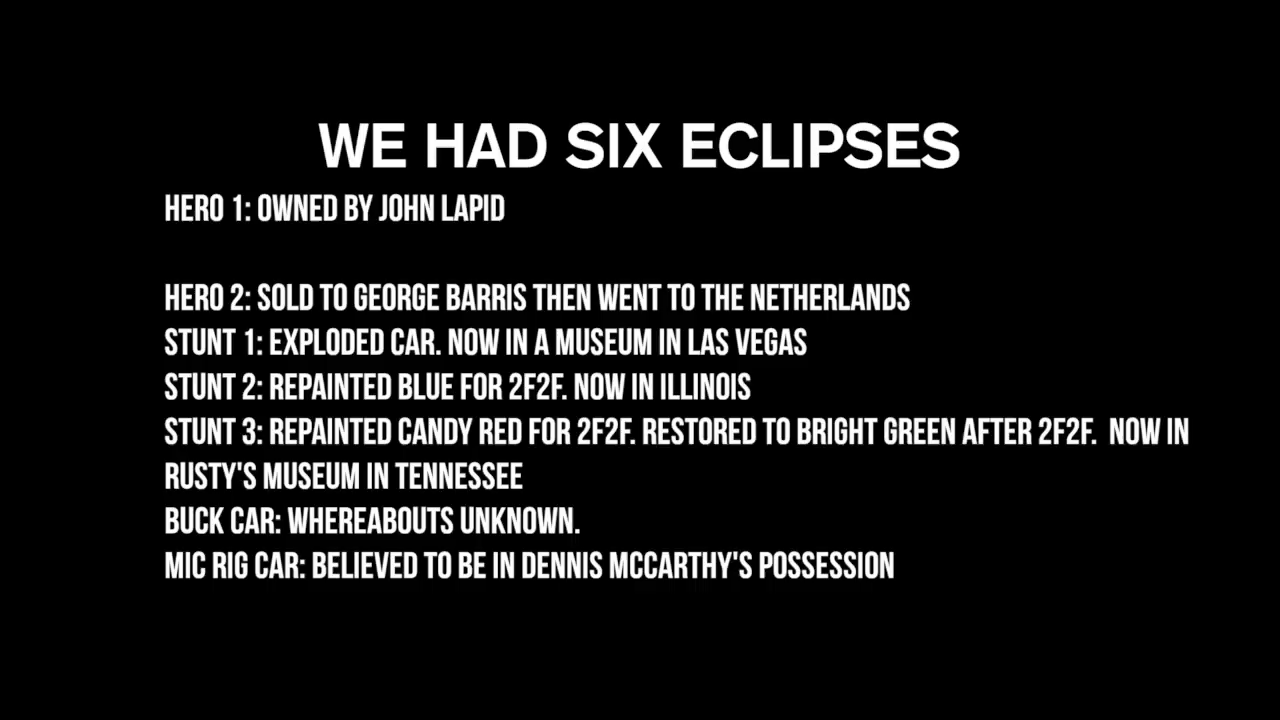 WE HAD SIX ECLIPSES
HERO 1: OWNED BY JOHN LAPID
HERO 2: SOLD TO GEORGE BARRIS THEN WENT TO THE NETHERLANDS
STUNT 1: EXPLODED CAR. NOW IN A MUSEUM IN LAS VEGAS
STUNT 2: REPAINTED BLUE FOR 2F2F. NOW IN ILLINOIS
STUNT 3: REPAINTED CANDY RED FOR 2F2F. RESTORED TO BRIGHT GREEN AFTER 2F2F.  NOW IN
RUSTY'S MUSEUM IN TENNESSEE
BUCK CAR: WHEREABOUTS UNKNOWN.
MIC RIG CAR: BELIEVED TO BE IN DENNIS MCCARTHY'S POSSESSION